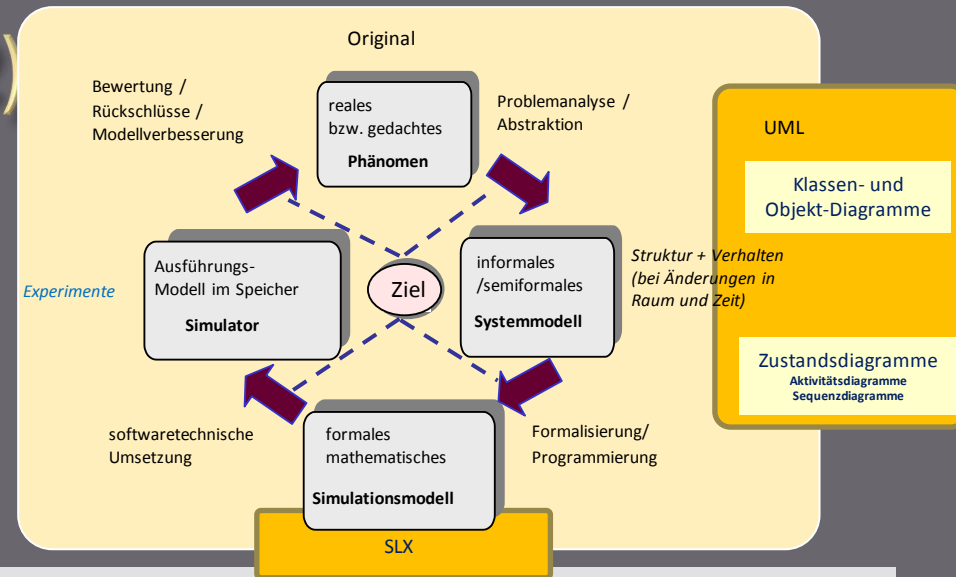 Original
Bewertung /
Rückschlüsse /
Modellverbesserung
reales
bzw. gedachtes
Phänomen
Problemanalyse /
Abstraktion
UML
Klassen- und
Objekt-Diagramme
Ausführungs-
Modell im Speicher
Simulator
Experimente
Ziel
informales
/semiformales
Systemmodell
Struktur + Verhalten
(bei Änderungen in
Raum und Zeit)
Zustandsdiagramme
Aktivitätsdiagramme
Sequenzdiagramme
softwaretechnische
Umsetzung
formales
mathematisches
Simulationsmodell
Formalisierung/
Programmierung
SLX